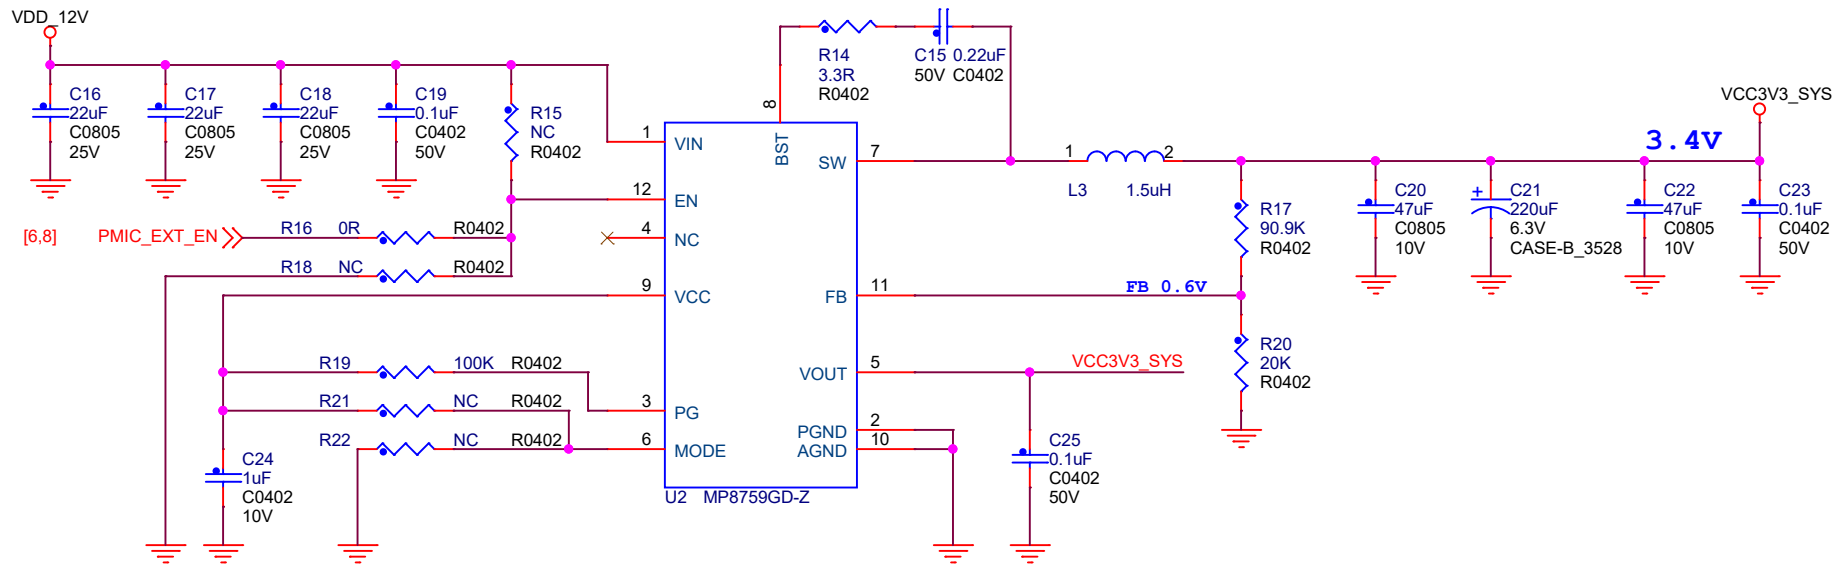 VDD_12V
C16
22uF
C0805
25V
C17
22uF
C0805
25V
C18
22uF
C0805
25V
C19
0.1uF
C0402
50V
R15
NC
R0402
R14
3.3R
R0402
C15 0.22uF
50V C0402
8
BST
1
VIN
12
EN
4
NC
9
VCC
3
PG
6
MODE
7
SW
11
FB
5
VOUT
2
PGND
10
AGND
U2 MP8759GD-Z
[6,8] PMIC_EXT_EN
R16 0R R0402
R18 NC R0402
R19 100K R0402
R21 NC R0402
R22 NC R0402
C24
1uF
C0402
10V
1 2
L3 1.5uH
R17
90.9K
R0402
FB 0.6V
R20
20K
R0402
VCC3V3_SYS
C25
0.1uF
C0402
50V
3.4V
VCC3V3_SYS
C20
47uF
C0805
10V
+
C21
220uF
6.3V
CASE-B_3528
C22
47uF
C0805
10V
C23
0.1uF
C0402
50V